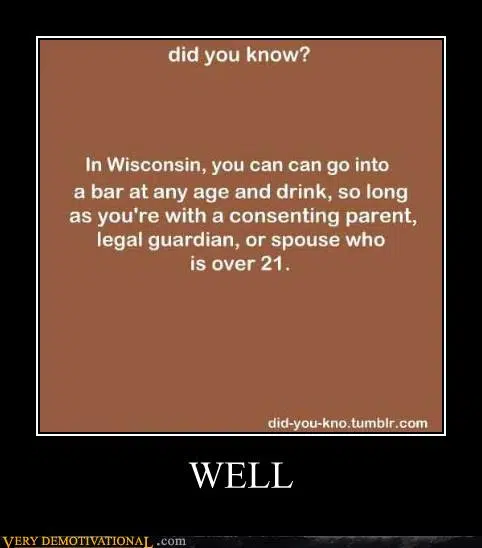 did you know?
In Wisconsin, you can can go into
a bar at any age and drink, so long
as you're with a consenting parent,
legal guardian, or spouse who
is over 21.
did-you-kno.tumblr.com
WELL
VERY DEMOTIVATIONAL.com